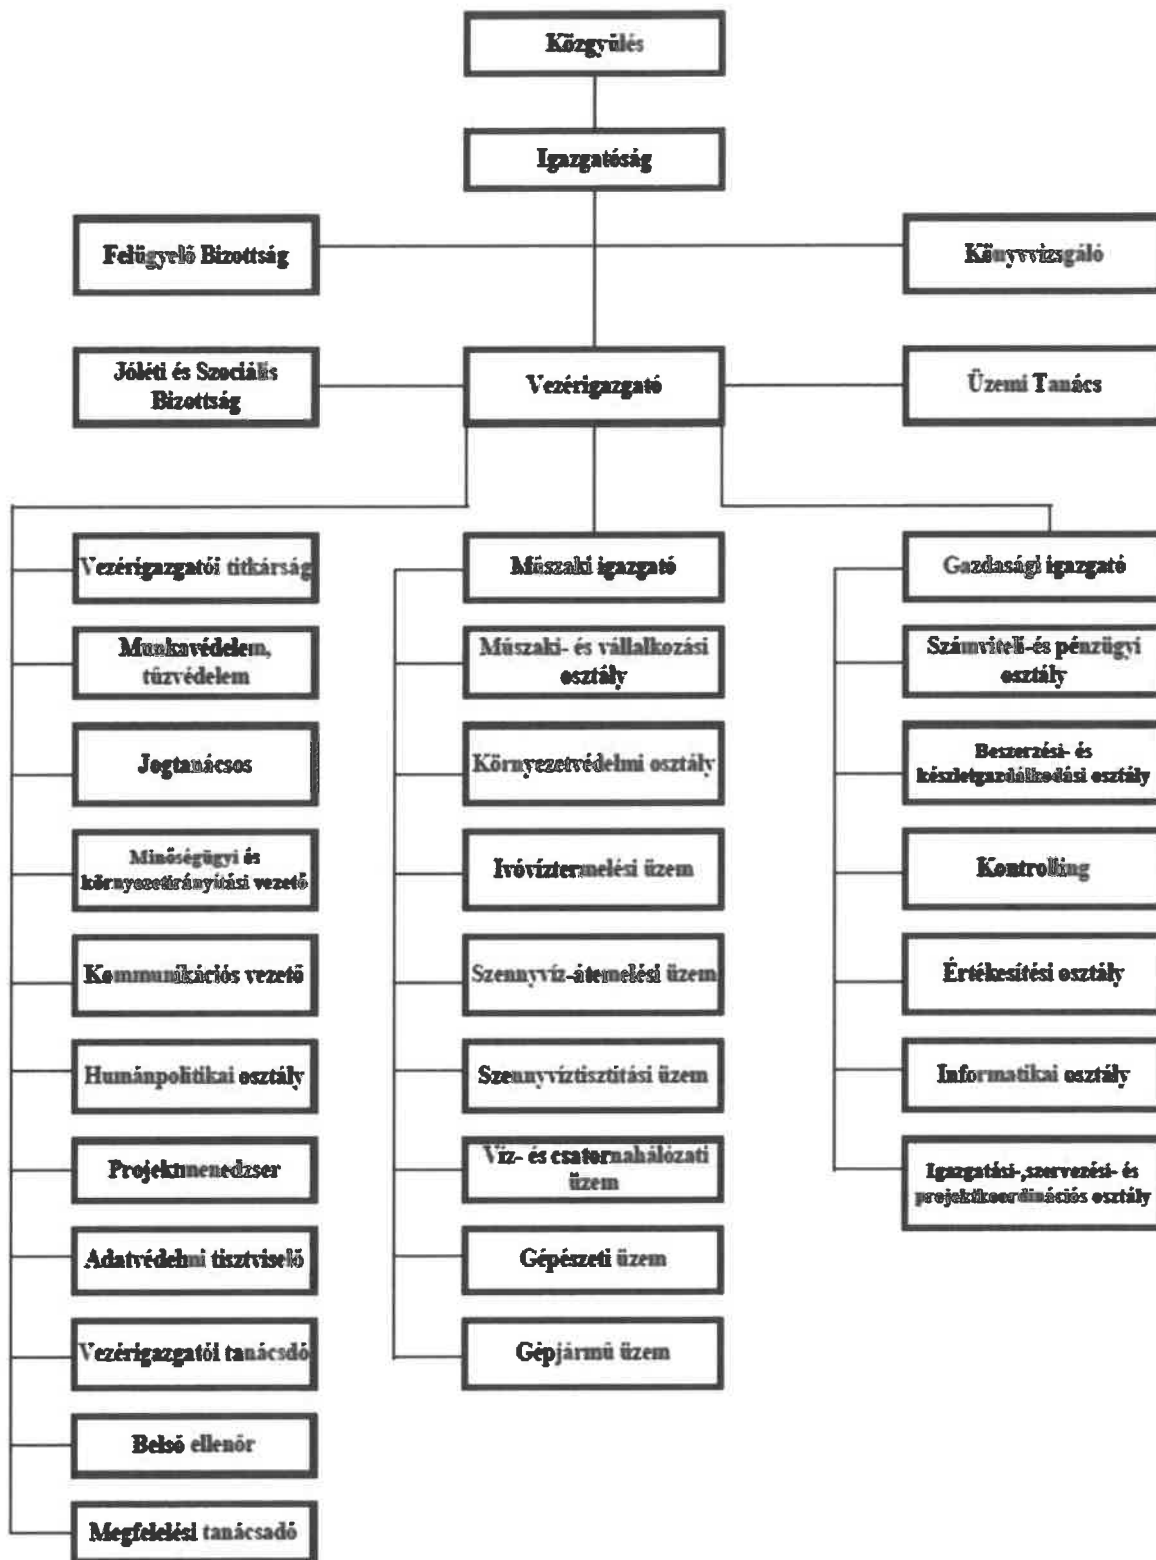 Közgyűlés
Igazgatóság
Felügyelő Bizottság
Könyvvizsgáló
Jóléti és Szociális
Bizottság
Vezérigazgató
Üzemi Tanács
Vezérigazgatói titkárság
Munkavédelem,
tűzvédelem
Jogtanácsos
Minőségügyi és
környezetirányítási vezető
Kommunikációs vezető
Humánpolitikai osztály
Projektmenedzser
Adatvédelmi tisztviselő
Vezérigazgatói tanácsdó
Belső ellenőr
Megfelelési tanácsadó
Műszaki igazgató
Műszaki- és vállalkozási
osztály
Környezetvédelmi osztály
Ivóvíztermelési üzem
Szennyvíz-átemelési üzem
Szennyvíztisztítási üzem
Víz- és csatornahálózati
üzem
Gépészeti üzem
Gépjármű üzem
Gazdasági igazgató
Számviteli-és pénzügyi
osztály
Beszerzési- és
készletgazdálkodási osztály
Kontrolling
Értékesítési osztály
Informatikai osztály
Igazgatási-,szervezési- és
projektkoordinációs osztály